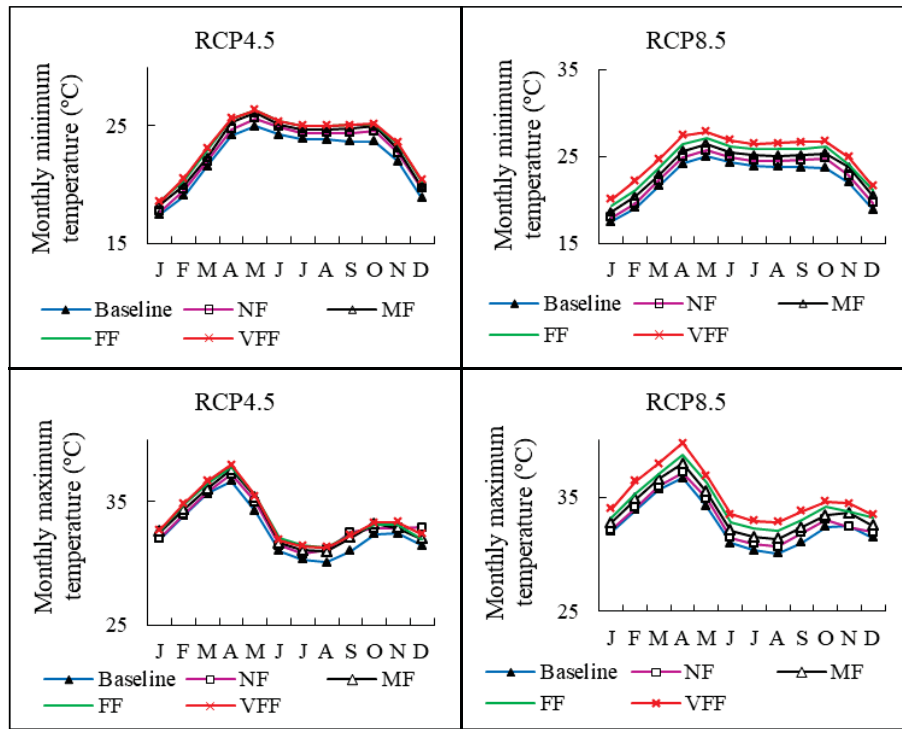 RCP4.5
Monthly minimum
temperature (°C)
25
15
J F M A M J J A S O N D
Baseline NF MF
FF VFF
RCP8.5
Monthly minimum
temperature (°C)
35
25
15
J F M A M J J A S O N D
Baseline NF MF
FF VFF
RCP4.5
Monthly maximum
temperature (°C)
35
25
J F M A M J J A S O N D
Baseline NF MF
FF VFF
RCP8.5
Monthly maximum
temperature (°C)
35
25
J F M A M J J A S O N D
Baseline NF MF
FF VFF